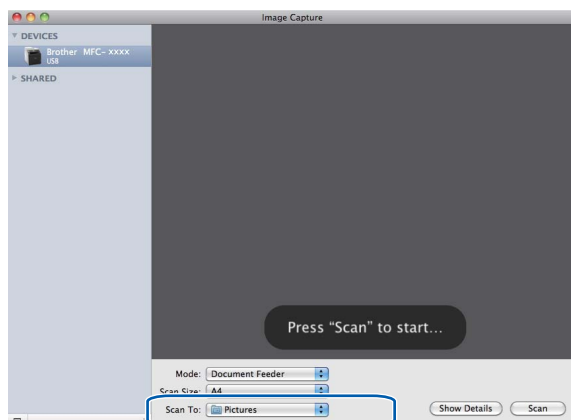 Image Capture
DEVICES
Brother MFC- xxxx
USB
SHARED
Press “Scan” to start...
Mode: Document Feeder
Scan Size: A4
Scan To: Pictures
Show Details
Scan